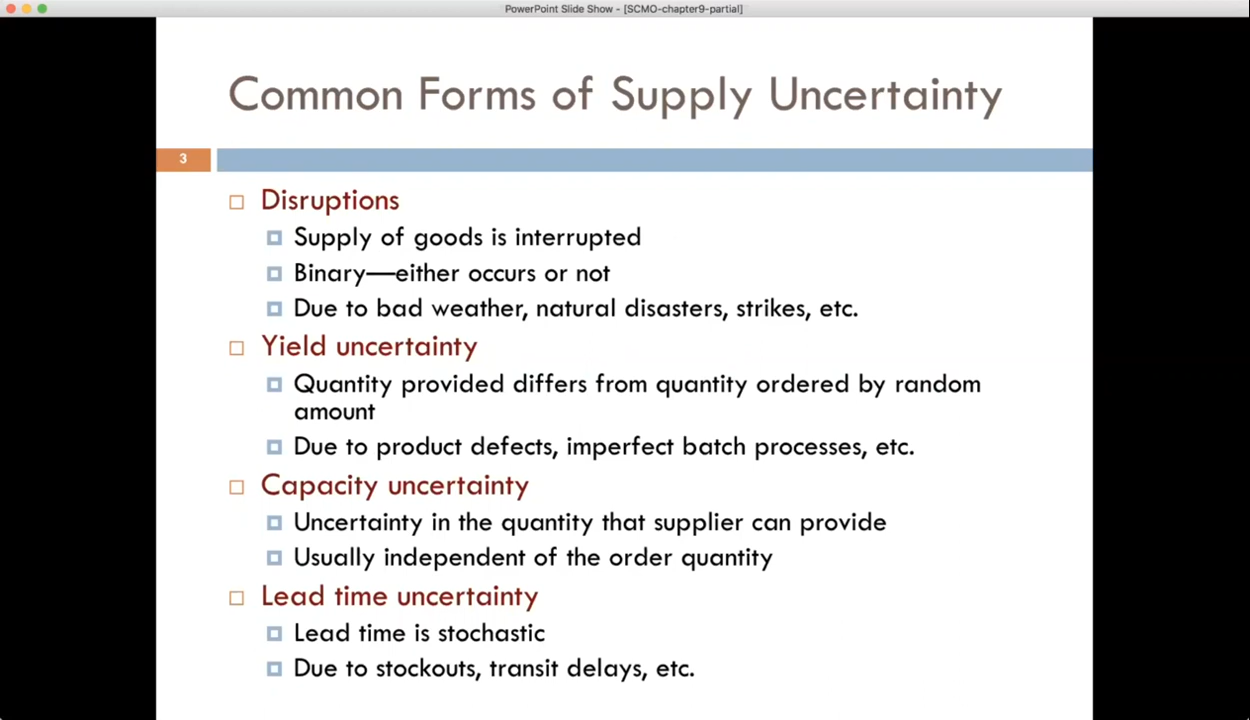 PowerPoint Slide Show - [SCMO-chapter9-partial]
Common Forms of Supply Uncertainty
3
Disruptions
Supply of goods is interrupted
Binary—either occurs or not
Due to bad weather, natural disasters, strikes, etc.
Yield uncertainty
Quantity provided differs from quantity ordered by random
amount
Due to product defects, imperfect batch processes, etc.
Capacity uncertainty
Uncertainty in the quantity that supplier can provide
Usually independent of the order quantity
Lead time uncertainty
Lead time is stochastic
Due to stockouts, transit delays, etc.